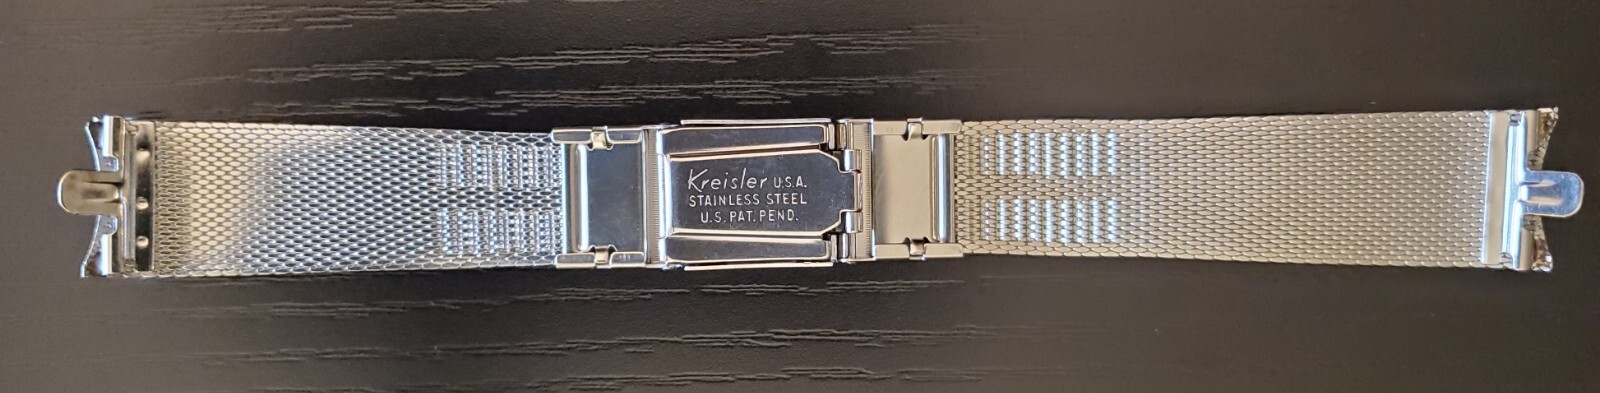 Kreisler U.S.A.
STAINLESS STEEL
U.S. PAT. PEND.